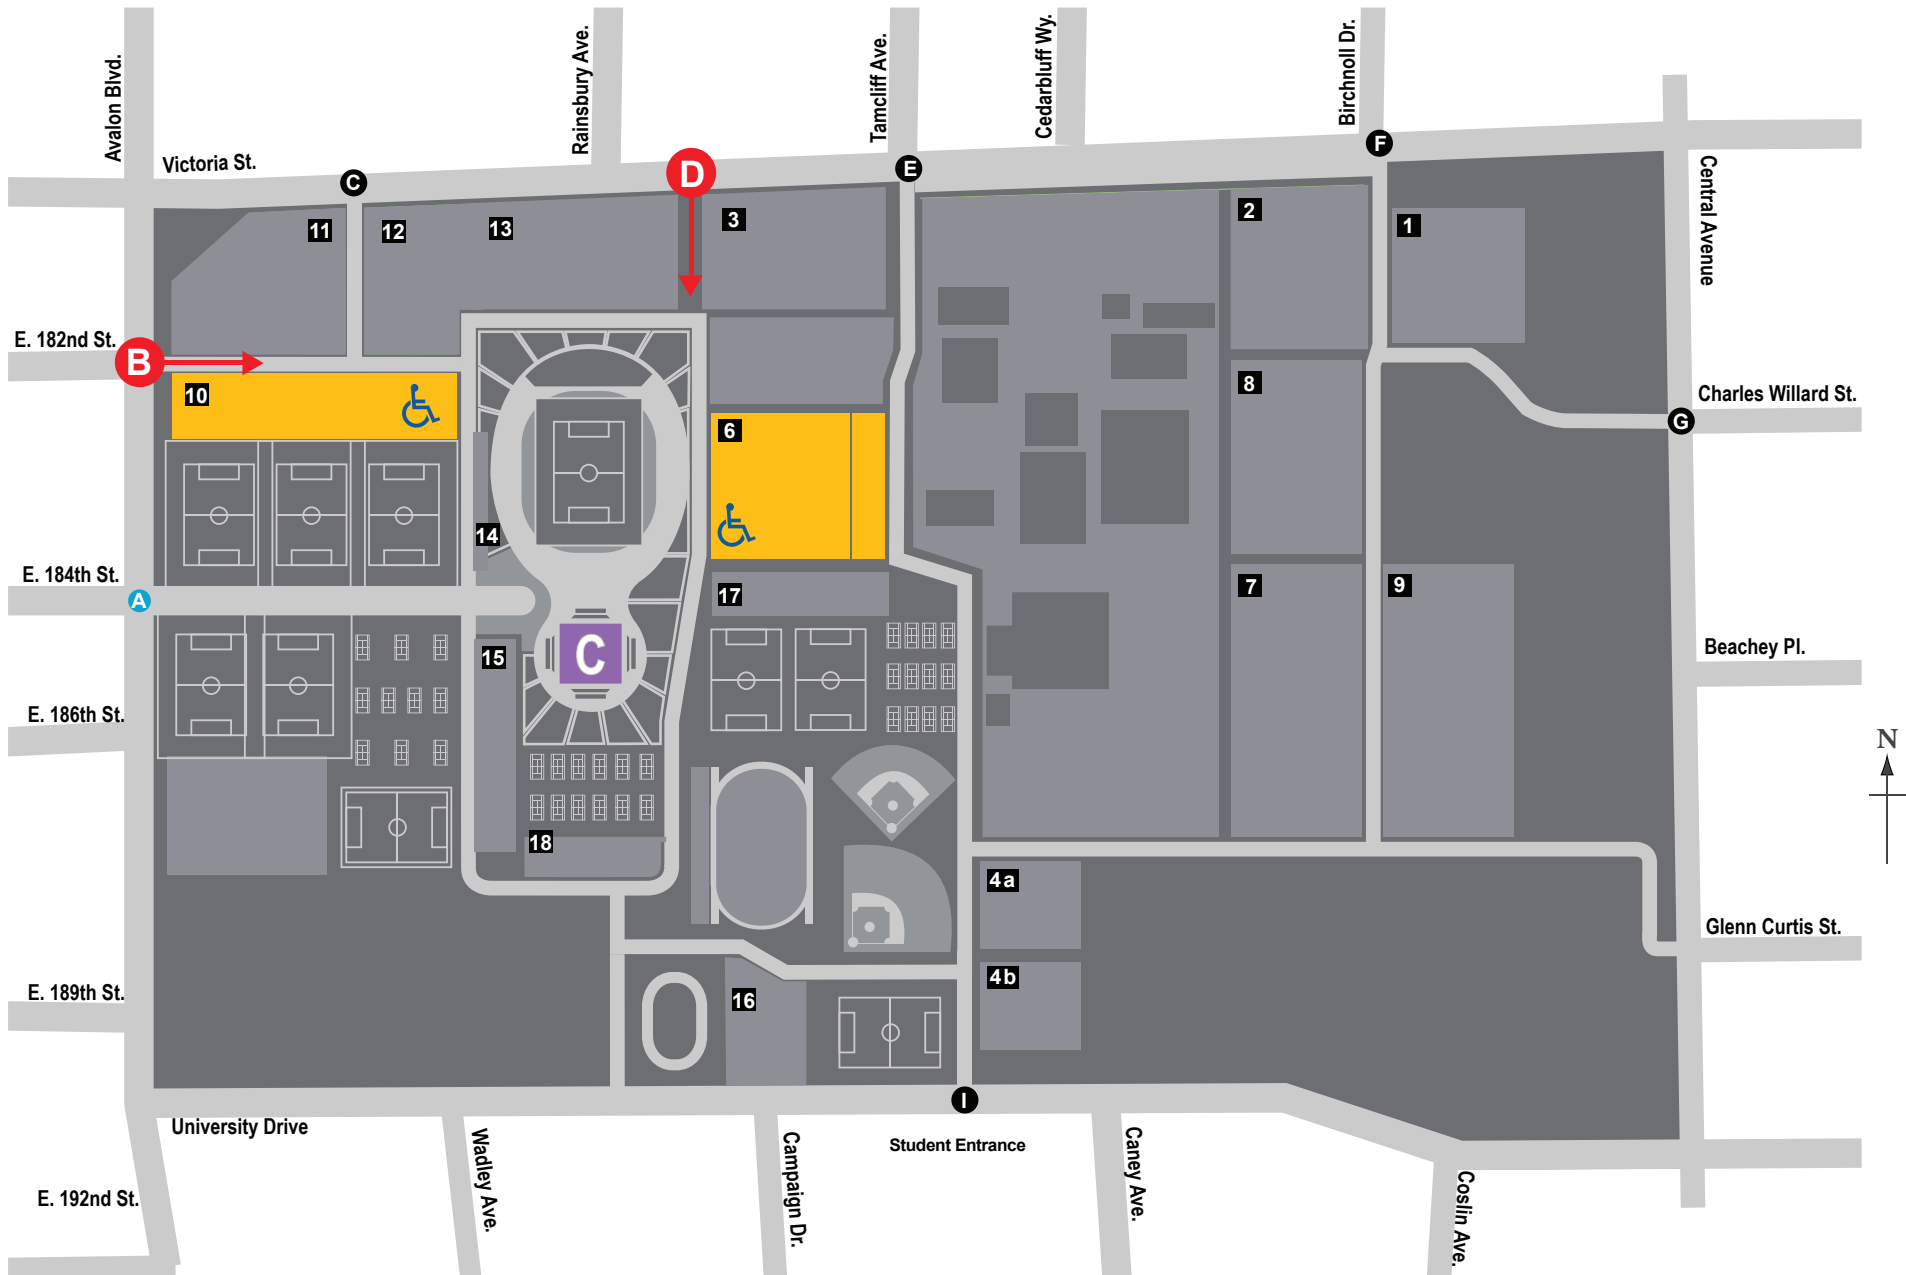 Avalon Blvd.
Rainsbury Ave.
Tamcliff Ave.
Cedarbluff Wy.
Birchnoll Dr.
Victoria St.
C
D
E
F
Central Avenue
11
12
13
3
2
1
E. 182nd St.
B
10
6
8
Charles Willard St.
G
14
E. 184th St.
A
17
7
9
15
C
Beachey Pl.
E. 186th St.
N
18
4a
Glenn Curtis St.
4b
E. 189th St.
16
I
University Drive
Student Entrance
Wadley Ave.
Campaign Dr.
Caney Ave.
Coslin Ave.
E. 192nd St.